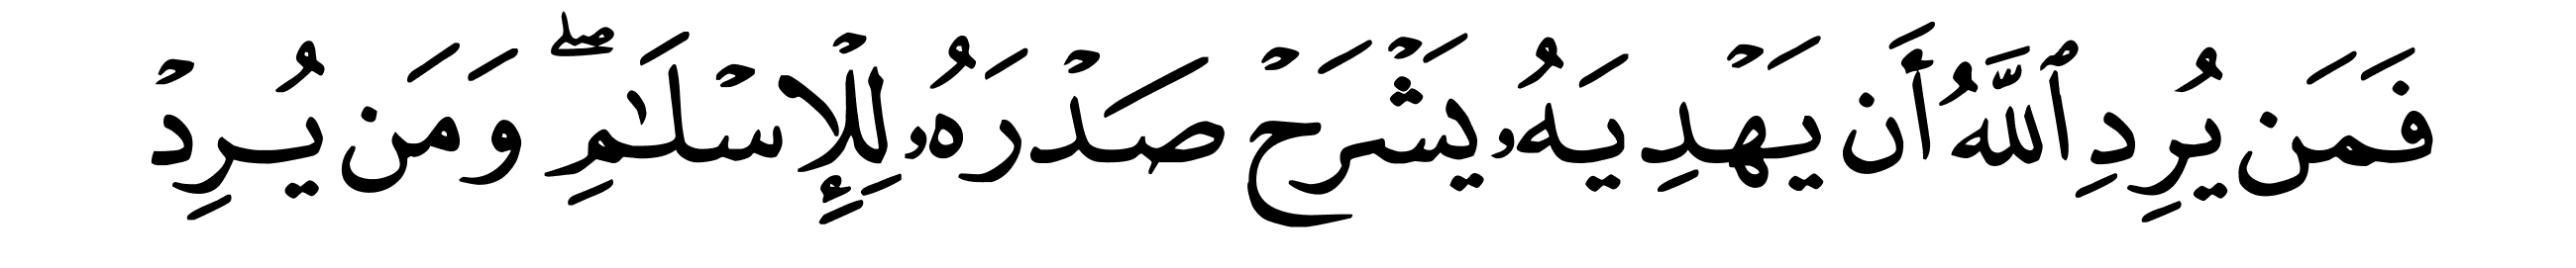 فَمَن يُرِدِ ٱللَّهُ أَن يَهۡدِيَهُۥ يَشۡرَحۡ صَدۡرَهُۥ لِلۡإِسۡلَٰمِۖ وَمَن يُرِدۡ